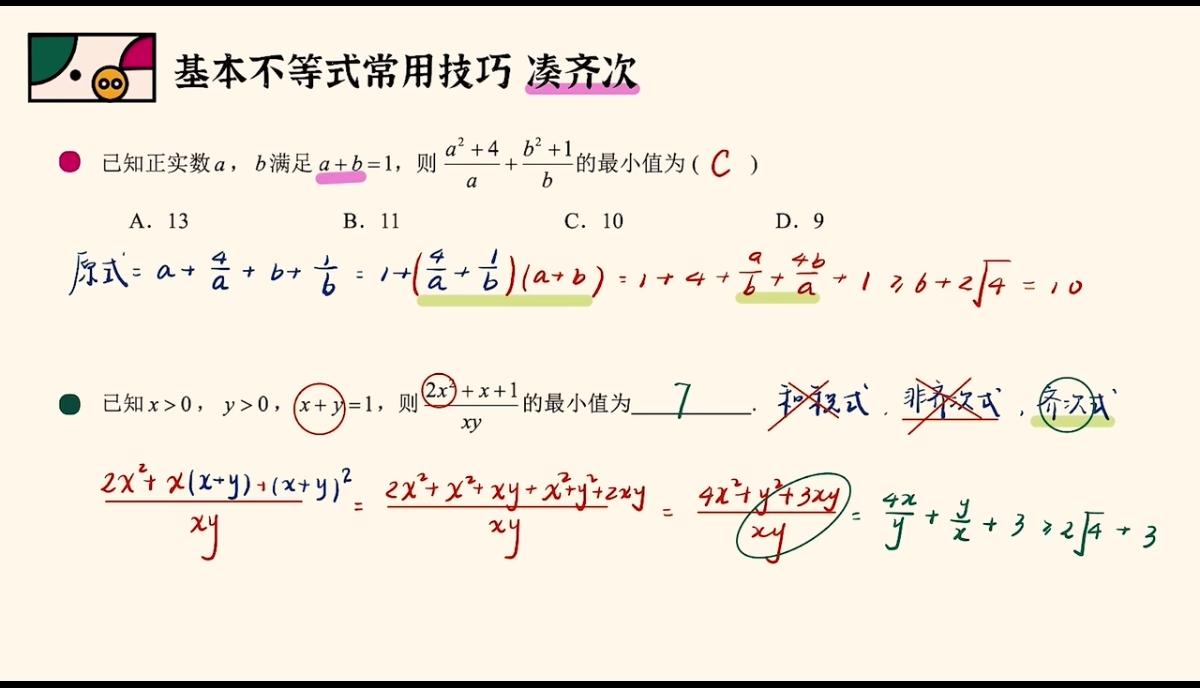 基本不等式常用技巧 凑齐次
已知正实数a，b满足a+b=1，则 (a²+4)/a + (b²+1)/b 的最小值为( C )
A．13 B．11 C．10 D．9
原式 = a + 4/a + b + 1/b = 1+(4/a + 1/b)(a+b) = 1+4+ a/b + 4b/a +1 ≥ 6+2√4 = 10
已知x>0，y>0，x+y=1，则 (2x²+x+1)/xy 的最小值为 7 . 和积式 . 非齐次式 , 齐次式
(2x²+x(x+y)+(x+y)²)/xy = (2x²+x²+xy+x²+y²+2xy)/xy = (4x²+y²+3xy)/xy = 4x/y + y/x + 3 ≥ 2√4 + 3